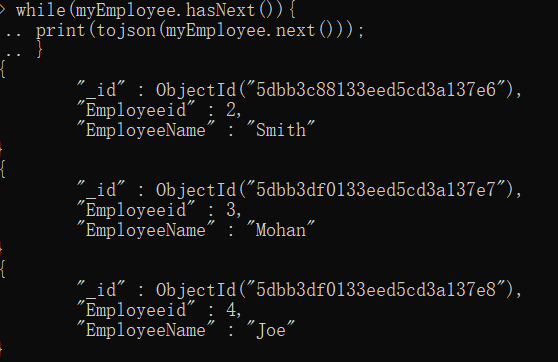 > while(myEmployee.hasNext()){
.. print(tojson(myEmployee.next()));
.. }
{
"_id" : ObjectId("5dbb3c88133eed5cd3a137e6"),
"Employeeid" : 2,
"EmployeeName" : "Smith"
}
{
"_id" : ObjectId("5dbb3df0133eed5cd3a137e7"),
"Employeeid" : 3,
"EmployeeName" : "Mohan"
}
{
"_id" : ObjectId("5dbb3df0133eed5cd3a137e8"),
"Employeeid" : 4,
"EmployeeName" : "Joe"
}